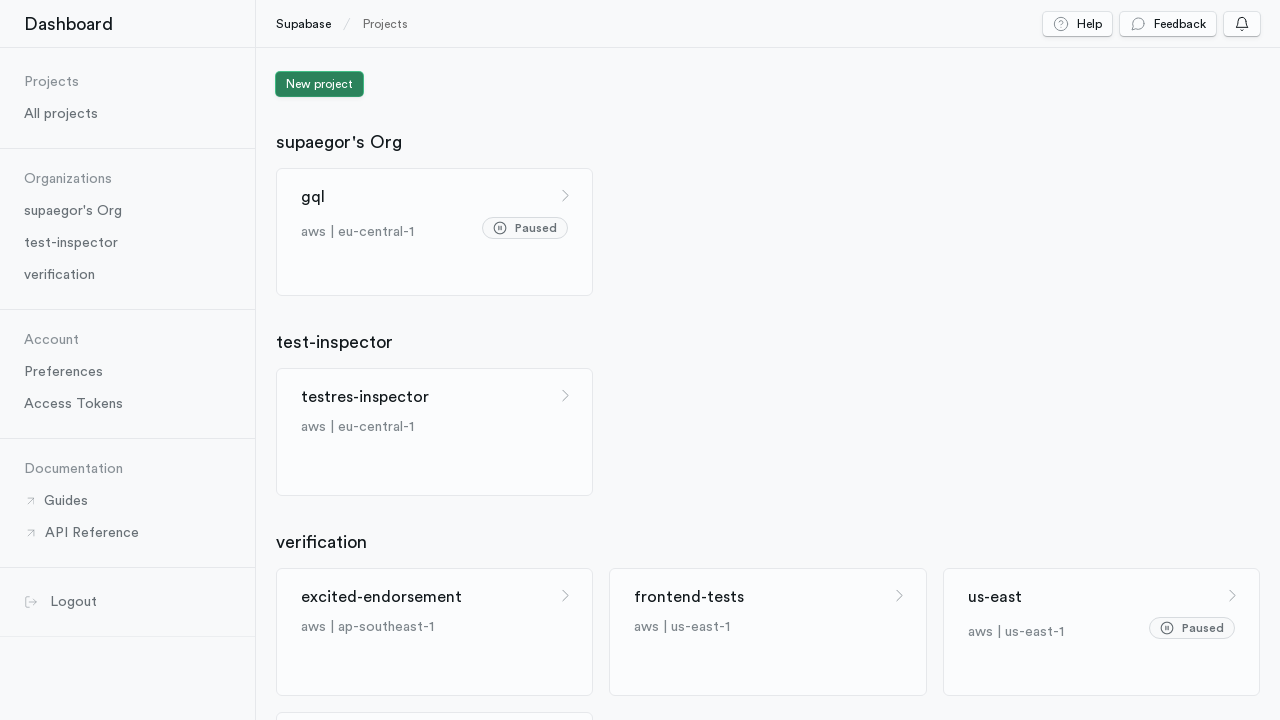 Dashboard
Supabase / Projects
Help
Feedback
Projects
All projects
Organizations
supaegor's Org
test-inspector
verification
Account
Preferences
Access Tokens
Documentation
Guides
API Reference
Logout
New project
supaegor's Org
gql
aws | eu-central-1
Paused
test-inspector
testres-inspector
aws | eu-central-1
verification
excited-endorsement
aws | ap-southeast-1
frontend-tests
aws | us-east-1
us-east
aws | us-east-1
Paused